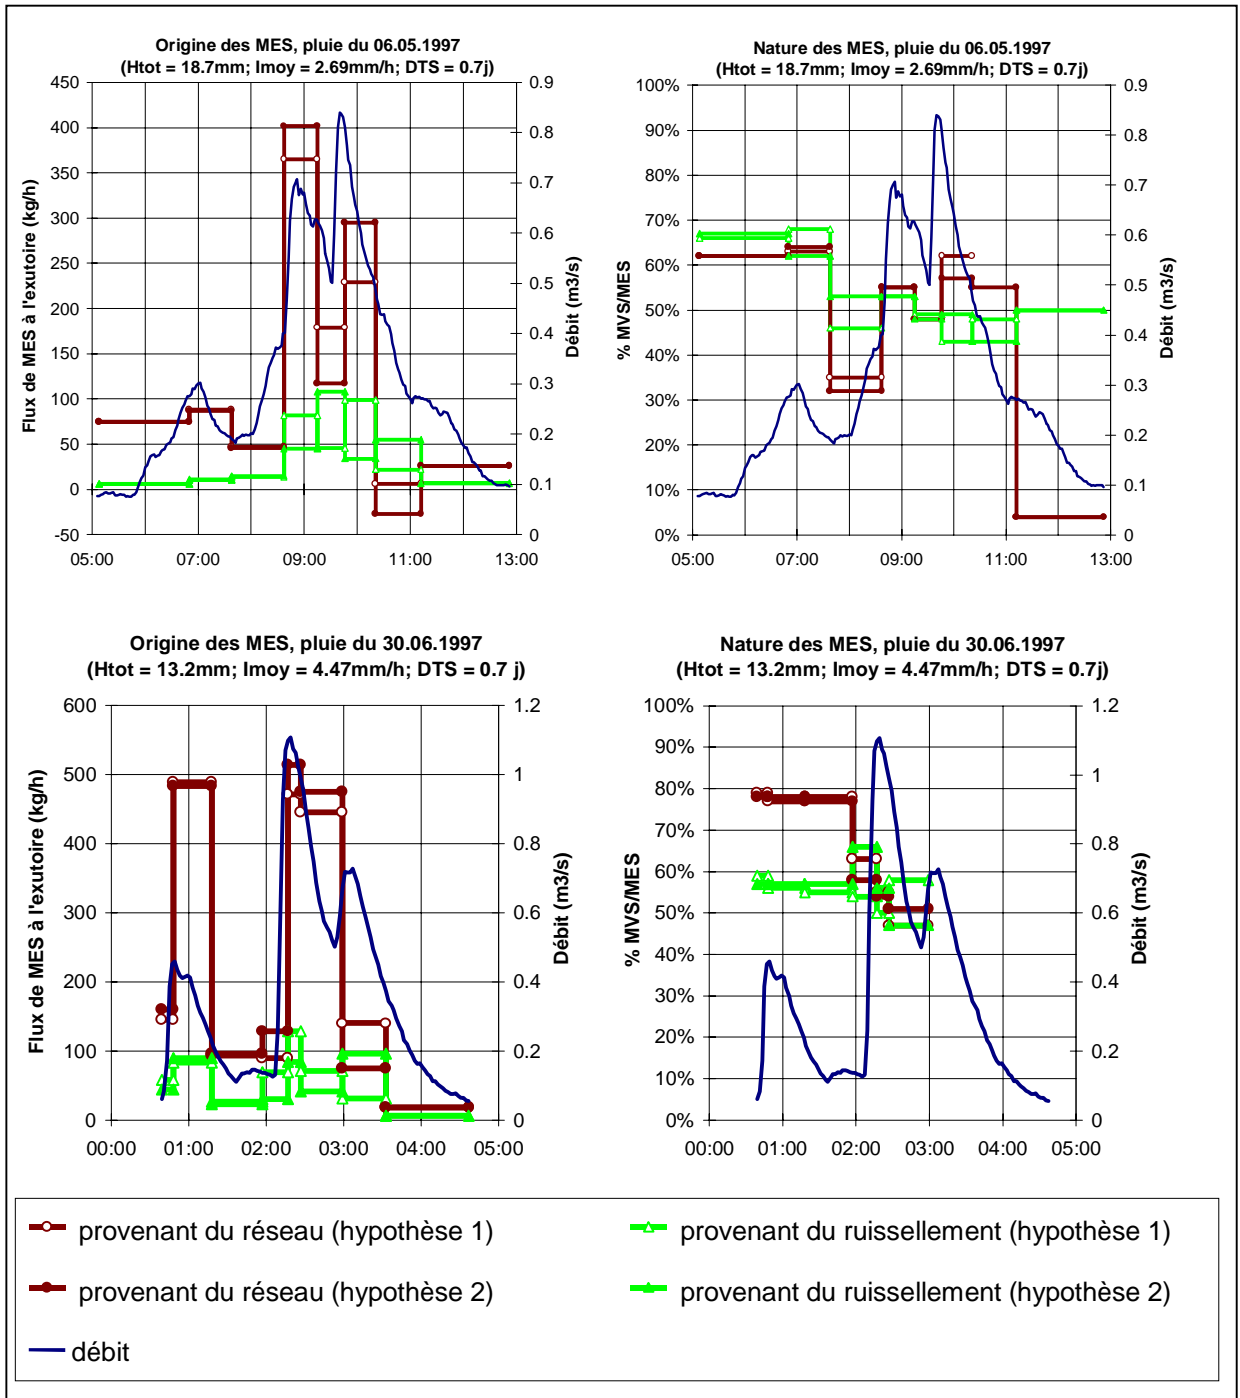 Origine des MES, pluie du 06.05.1997
(Htot = 18.7mm; Imoy = 2.69mm/h; DTS = 0.7j)
Flux de MES à l'exutoire (kg/h)
450
400
350
300
250
200
150
100
50
0
-50
0.9
0.8
0.7
0.6
0.5
0.4
0.3
0.2
0.1
0
Débit (m3/s)
05:00 07:00 09:00 11:00 13:00
Nature des MES, pluie du 06.05.1997
(Htot = 18.7mm; Imoy = 2.69mm/h; DTS = 0.7j)
% MVS/MES
100%
90%
80%
70%
60%
50%
40%
30%
20%
10%
0%
0.9
0.8
0.7
0.6
0.5
0.4
0.3
0.2
0.1
0
Débit (m3/s)
05:00 07:00 09:00 11:00 13:00
Origine des MES, pluie du 30.06.1997
(Htot = 13.2mm; Imoy = 4.47mm/h; DTS = 0.7 j)
Flux de MES à l'exutoire (kg/h)
600
500
400
300
200
100
0
1.2
1
0.8
0.6
0.4
0.2
0
Débit (m3/s)
00:00 01:00 02:00 03:00 04:00 05:00
Nature des MES, pluie du 30.06.1997
(Htot = 13.2mm; Imoy = 4.47mm/h; DTS = 0.7j)
% MVS/MES
100%
90%
80%
70%
60%
50%
40%
30%
20%
10%
0%
1.2
1
0.8
0.6
0.4
0.2
0
Débit (m3/s)
00:00 01:00 02:00 03:00 04:00 05:00
provenant du réseau (hypothèse 1)
provenant du ruissellement (hypothèse 1)
provenant du réseau (hypothèse 2)
provenant du ruissellement (hypothèse 2)
débit